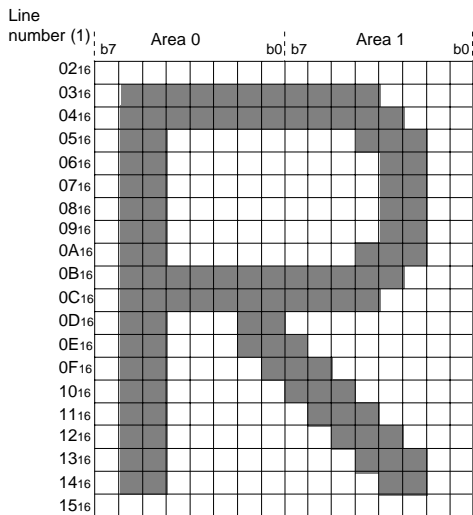 Line
number (1)
Area 0
Area 1
b7
b0
b7
b0
02₁₆
03₁₆
04₁₆
05₁₆
06₁₆
07₁₆
08₁₆
09₁₆
0A₁₆
0B₁₆
0C₁₆
0D₁₆
0E₁₆
0F₁₆
10₁₆
11₁₆
12₁₆
13₁₆
14₁₆
15₁₆